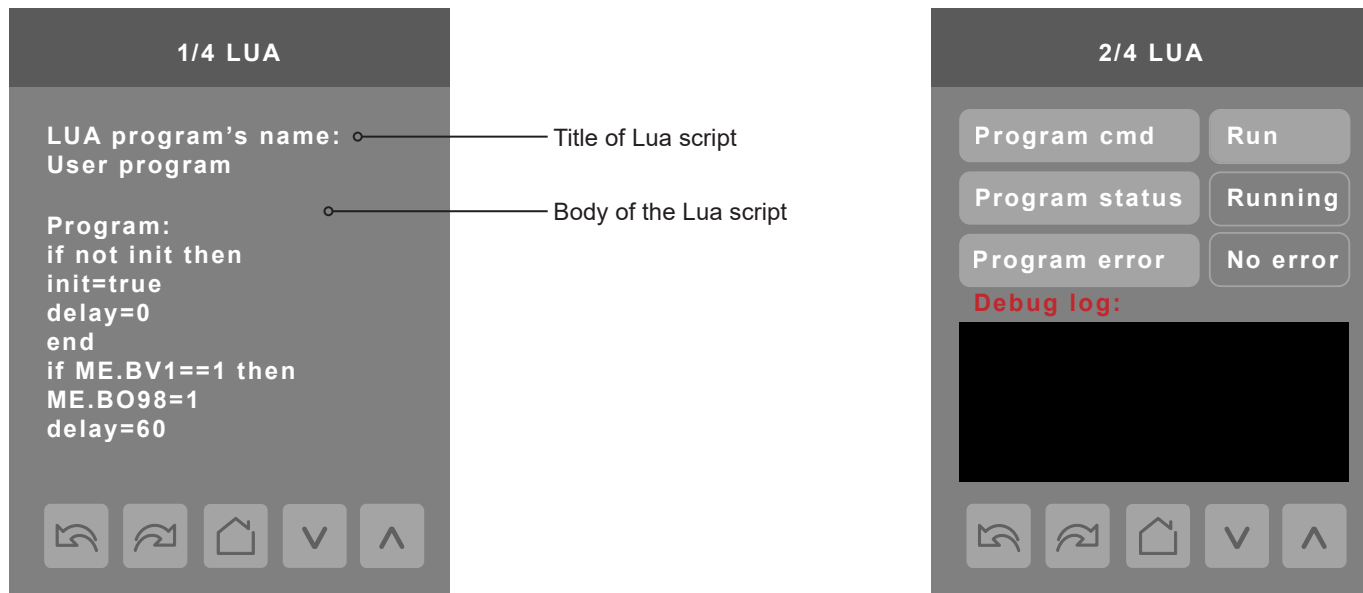 1/4 LUA
LUA program’s name:
User program
Program:
if not init then
init=true
delay=0
end
if ME.BV1==1 then
ME.BO98=1
delay=60
Title of Lua script
Body of the Lua script
2/4 LUA
Program cmd Run
Program status Running
Program error No error
Debug log: